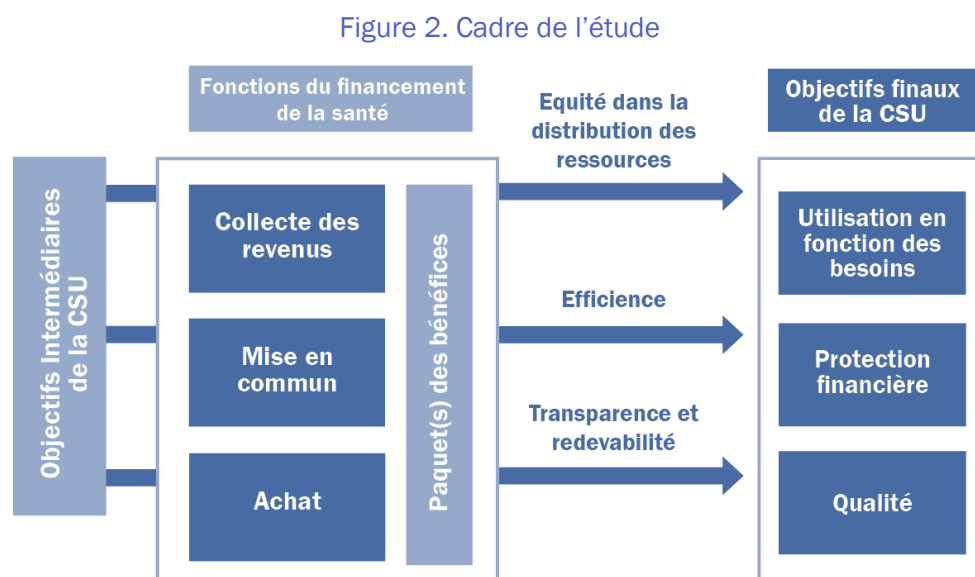 Figure 2. Cadre de l'étude
Fonctions du financement
de la santé
Equité dans la
distribution des
ressources
Objectifs finaux
de la CSU
Objectifs Intermédiaires
de la CSU
Collecte des
revenus
Mise en
commun
Achat
Paquet(s) des bénéfices
Efficience
Transparence et
redevabilité
Utilisation en
fonction des
besoins
Protection
financière
Qualité